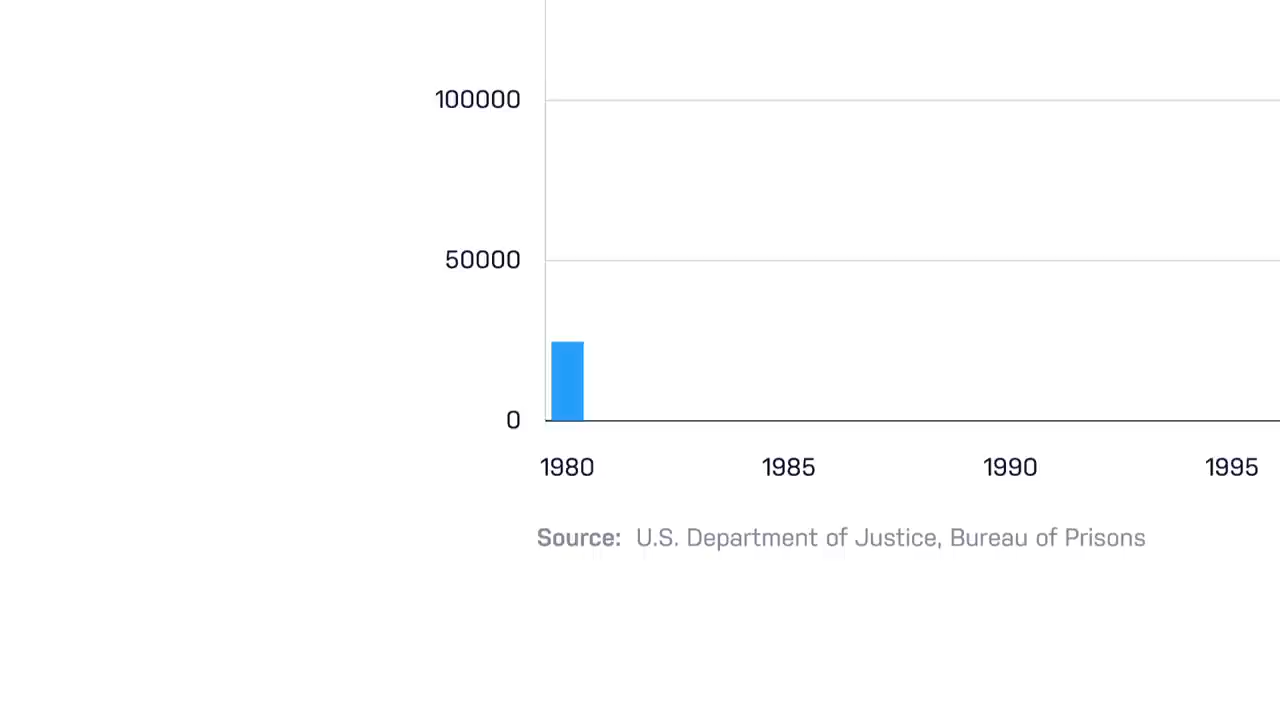 100000
50000
0
1980 1985 1990 1995
Source: U.S. Department of Justice, Bureau of Prisons